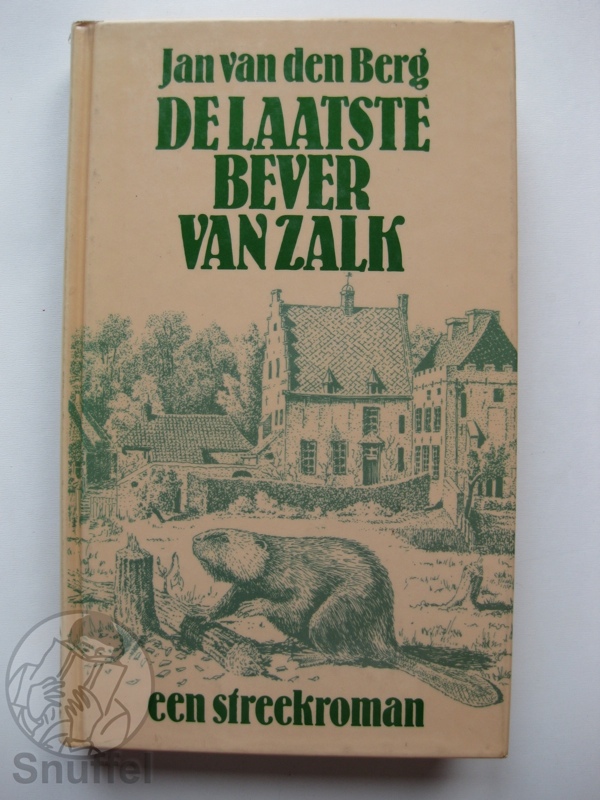 Jan van den Berg
DE LAATSTE
BEVER
VAN ZALK
een streekroman
Snuffel